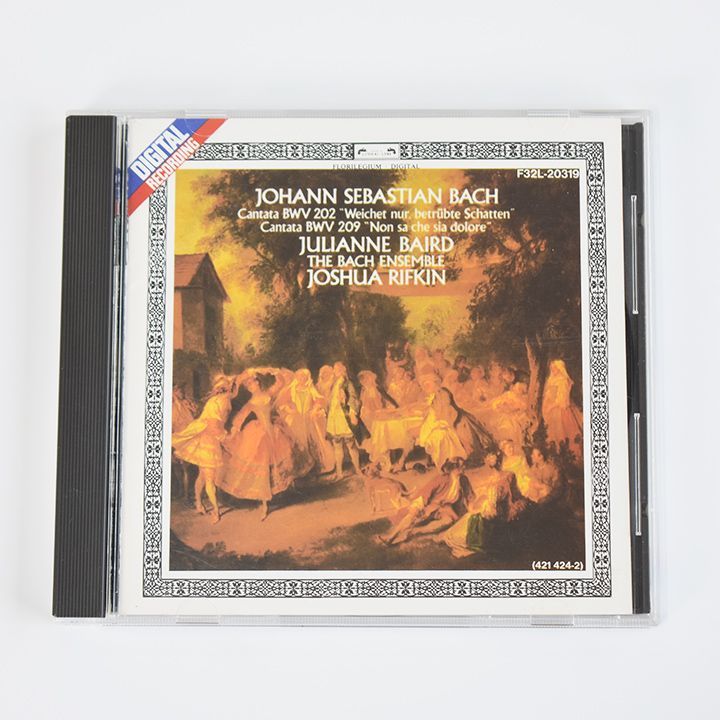 DIGITAL
RECORDING
FLORILEGIUM DIGITAL
F32L-20319
JOHANN SEBASTIAN BACH
Cantata BWV 202 "Weichet nur, betrübte Schatten"
Cantata BWV 209 "Non sa che sia dolore"
JULIANNE BAIRD
THE BACH ENSEMBLE
JOSHUA RIFKIN
(421 424-2)